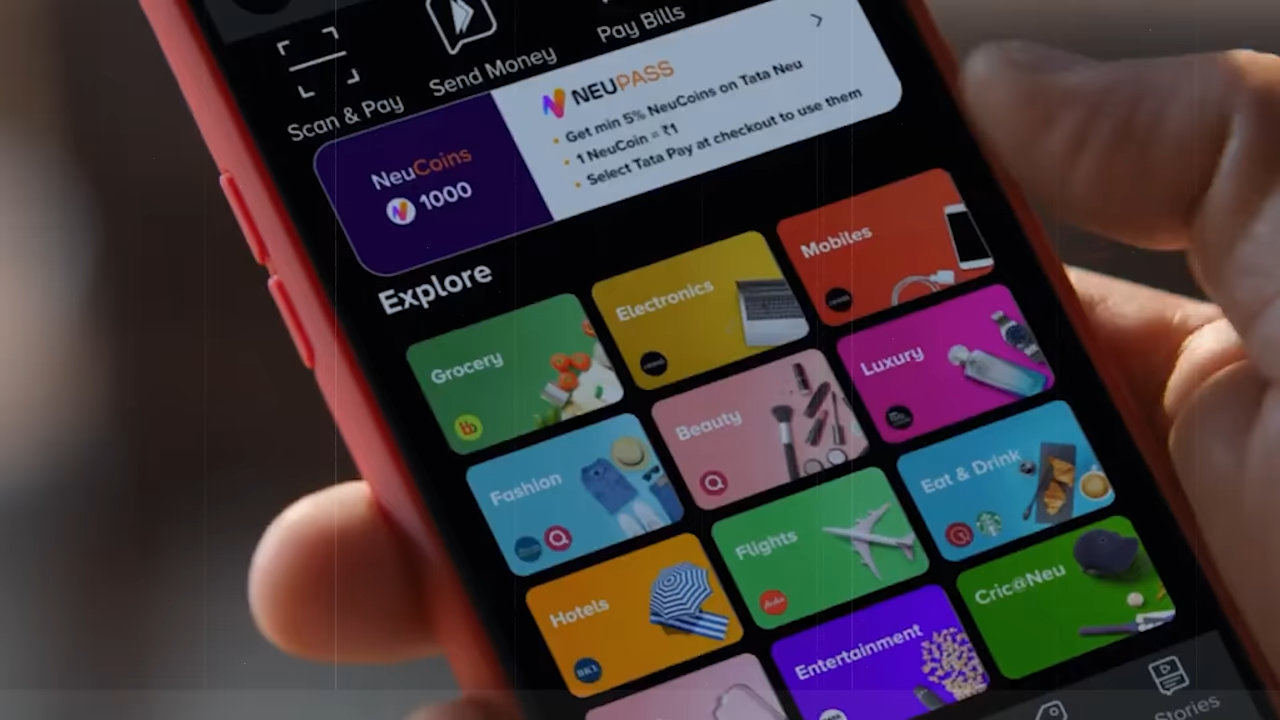 Scan & Pay
Send Money
Pay Bills
NeuCoins
1000
NEUPASS
Get min 5% NeuCoins on Tata Neu
1 NeuCoin = ₹1
Select Tata Pay at checkout to use them
Explore
Grocery
bb
Electronics
Mobiles
Fashion
Beauty
Luxury
Hotels
Flights
Eat & Drink
Entertainment
Cric@Neu
Stories